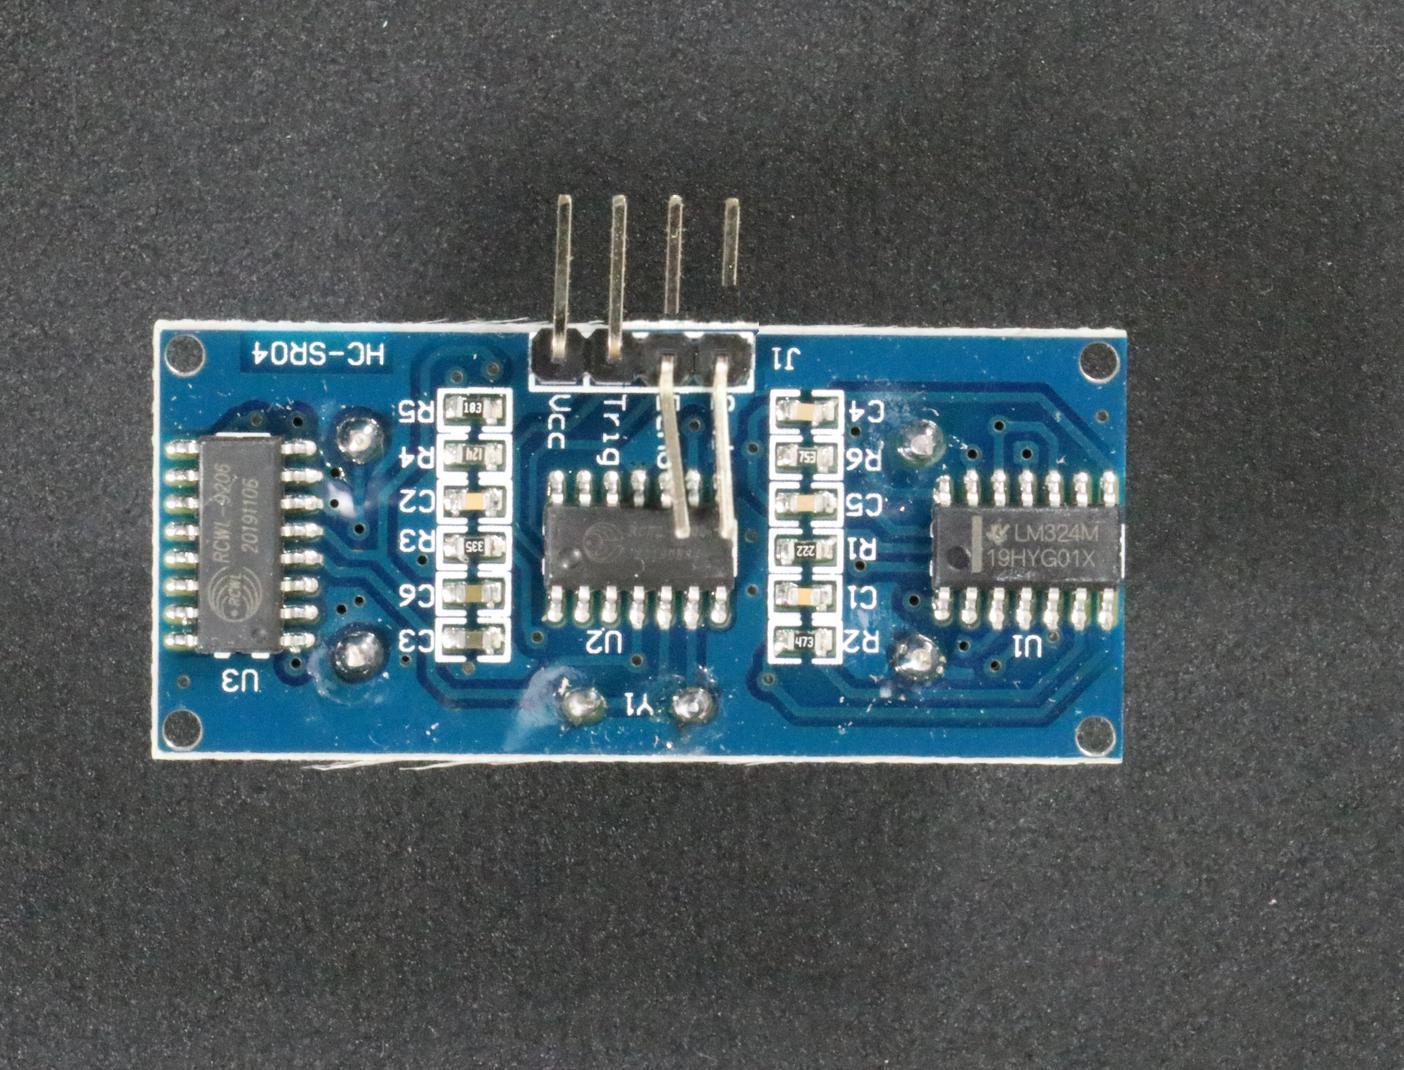 HC-SR04
J1
Vcc
Trig
R5
103
R4
124
C2
R3
335
C6
C3
C4
R6
753
C5
R1
222
C1
R2
473
RCWL-9206
20191106
RCWL
U3
U2
Y1
LM324M
19HYG01X
U1